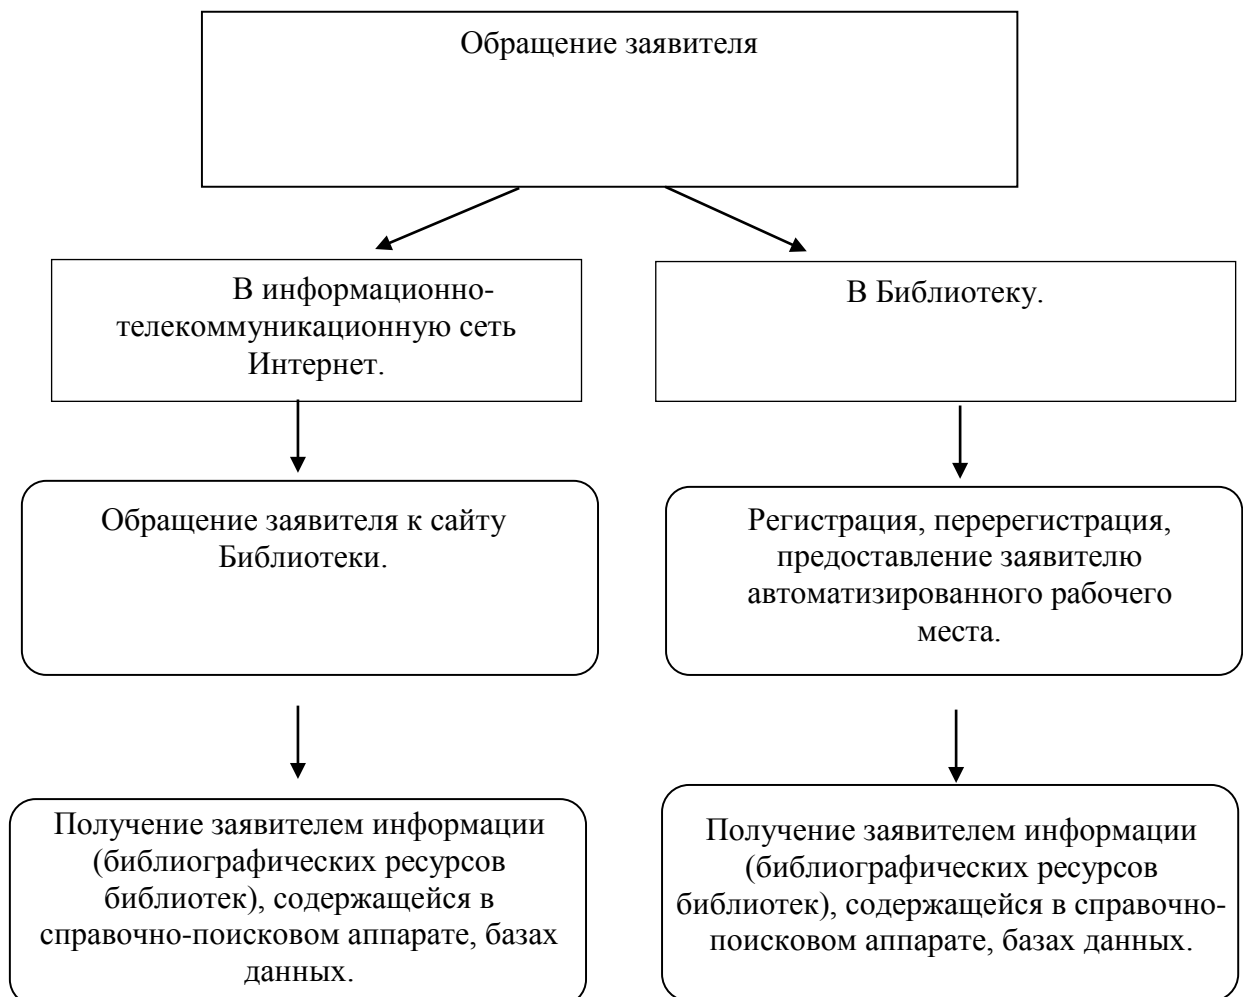 Обращение заявителя
В информационно-
телекоммуникационную сеть
Интернет.
В Библиотеку.
Обращение заявителя к сайту
Библиотеки.
Регистрация, перерегистрация,
предоставление заявителю
автоматизированного рабочего
места.
Получение заявителем информации
(библиографических ресурсов
библиотек), содержащейся в
справочно-поисковом аппарате, базах
данных.
Получение заявителем информации
(библиографических ресурсов
библиотек), содержащейся в справочно-
поисковом аппарате, базах данных.